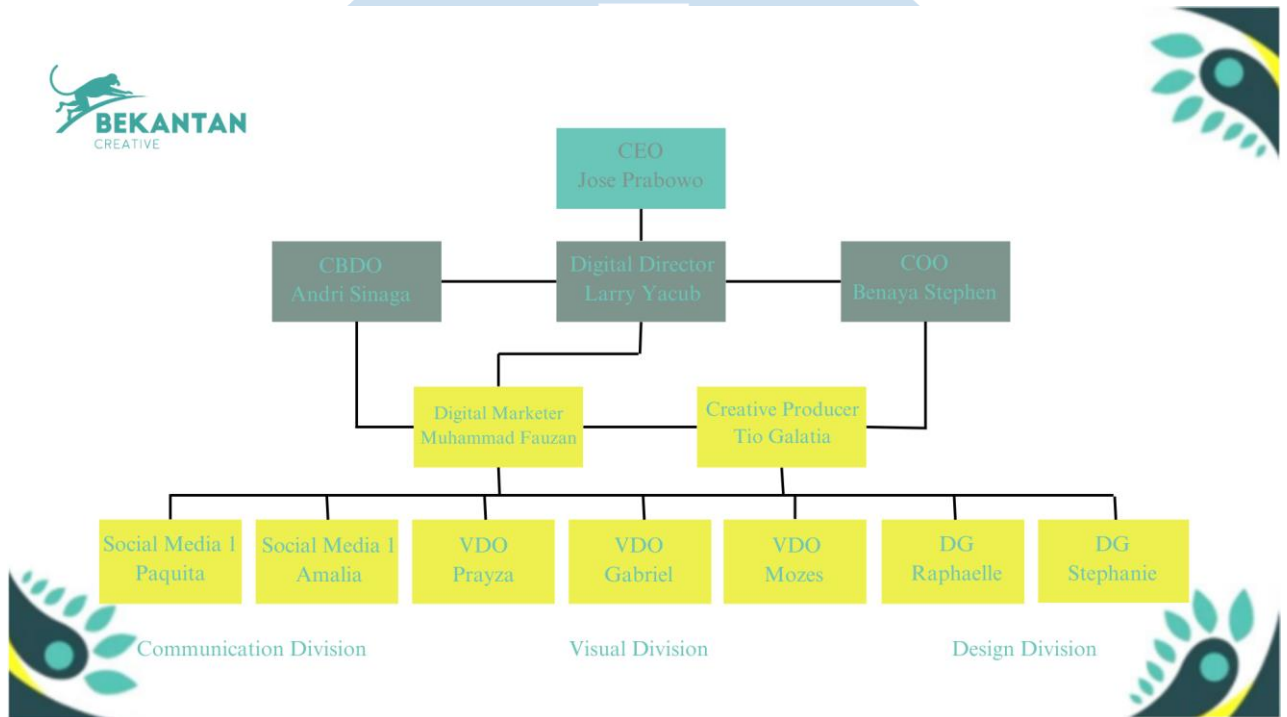 BEKANTAN
CREATIVE
CEO
Jose Prabowo
CBDO
Andri Sinaga
Digital Director
Larry Yacub
COO
Benaya Stephen
Digital Marketer
Muhammad Fauzan
Creative Producer
Tio Galatia
Social Media 1
Paquita
Social Media 1
Amalia
VDO
Prayza
VDO
Gabriel
VDO
Mozes
DG
Raphaelle
DG
Stephanie
Communication Division
Visual Division
Design Division